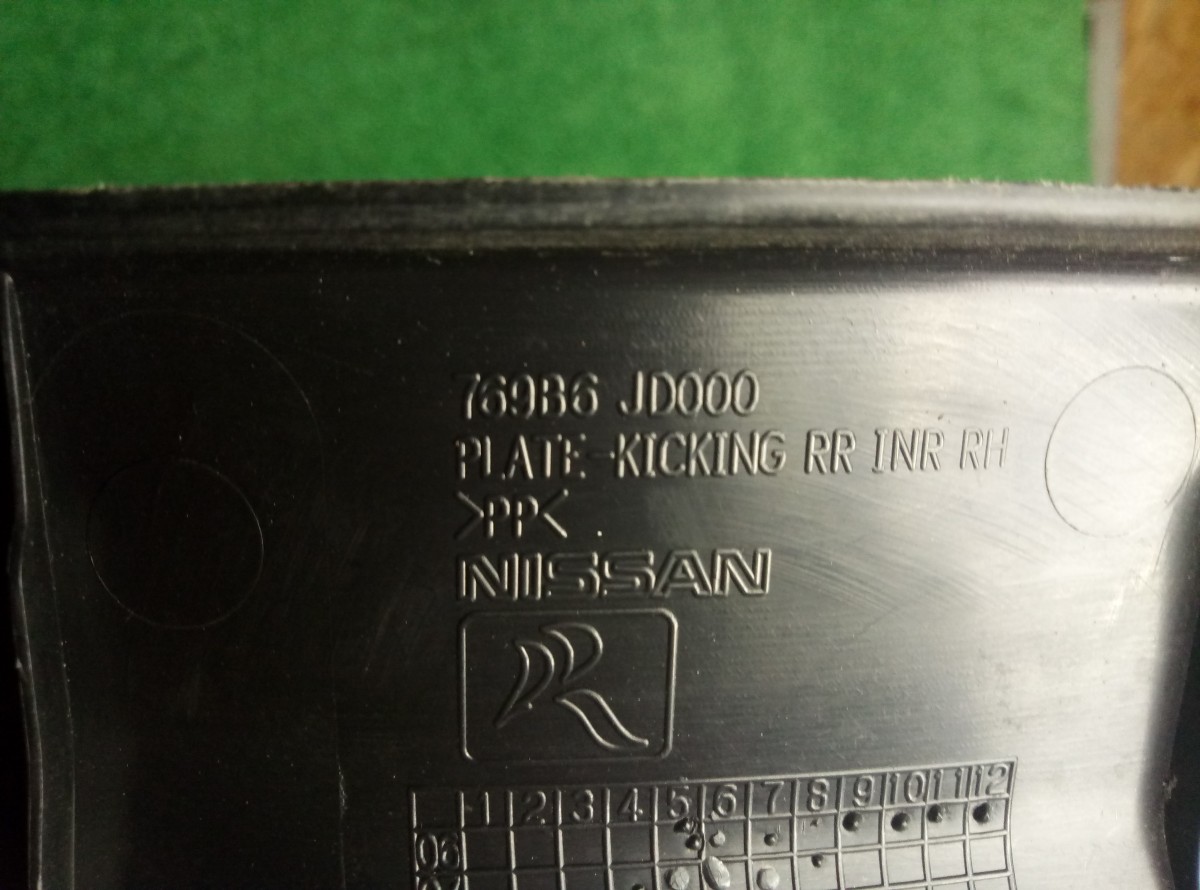 769B6 JD000
PLATE-KICKING RR INR RH
>PP<
NISSAN
1 2 3 4 5 6 7 8 9 10 11 12
06